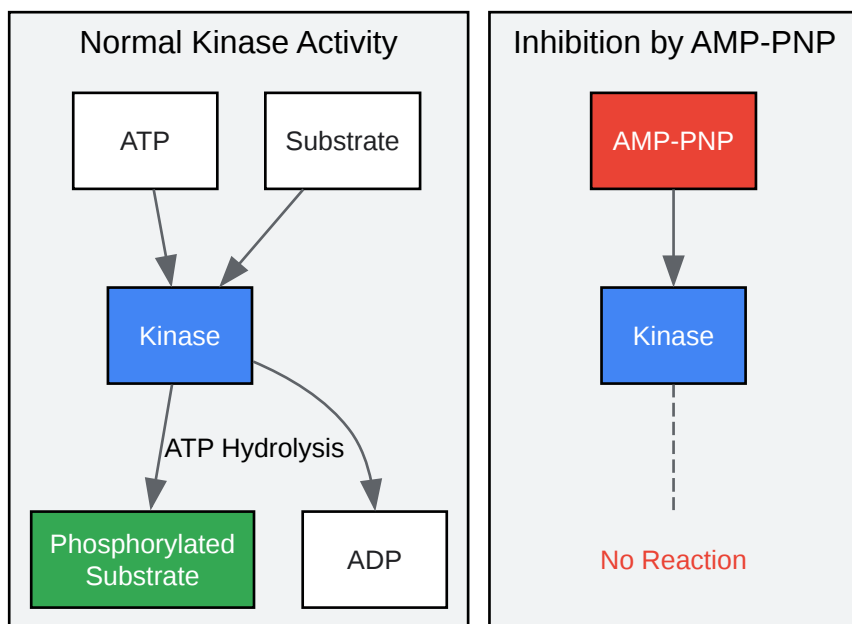 Normal Kinase Activity
ATP
Substrate
Kinase
ATP Hydrolysis
Phosphorylated
Substrate
ADP
Inhibition by AMP-PNP
AMP-PNP
Kinase
No Reaction